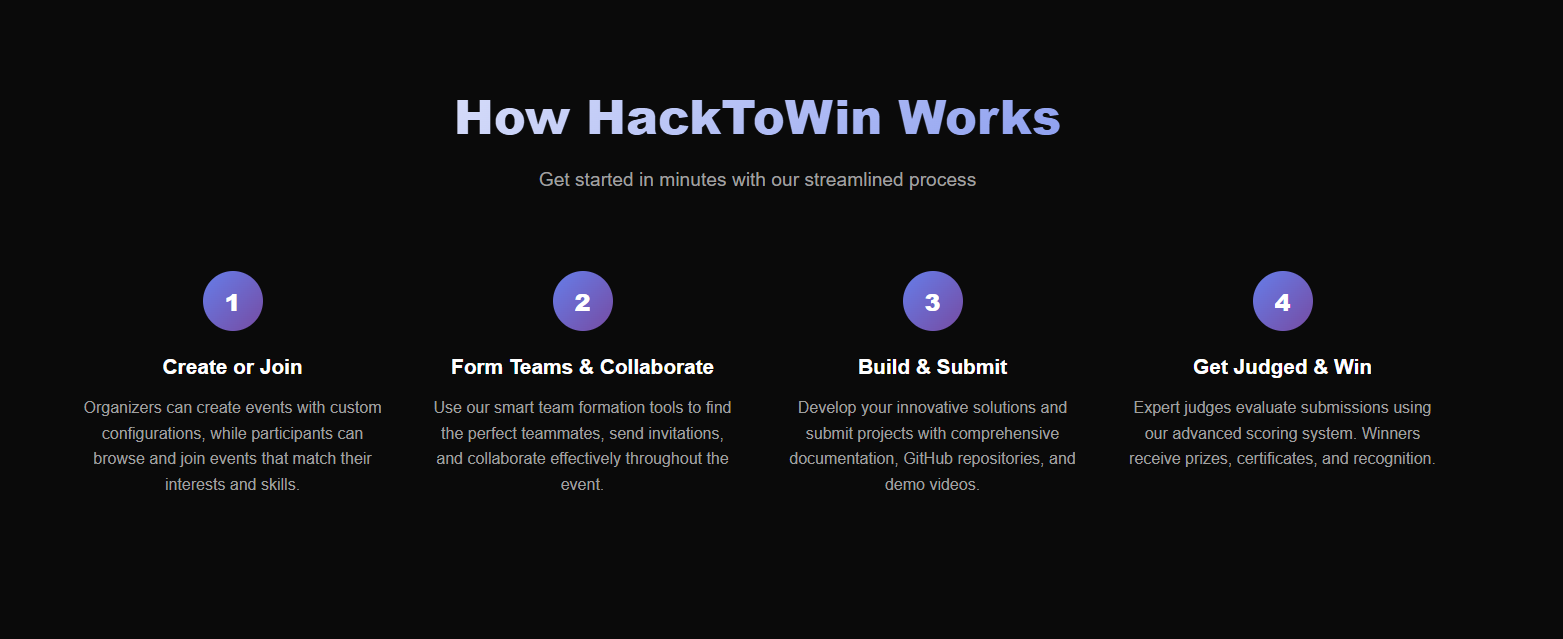 How HackToWin Works
Get started in minutes with our streamlined process
1
Create or Join
Organizers can create events with custom
configurations, while participants can
browse and join events that match their
interests and skills.
2
Form Teams & Collaborate
Use our smart team formation tools to find
the perfect teammates, send invitations,
and collaborate effectively throughout the
event.
3
Build & Submit
Develop your innovative solutions and
submit projects with comprehensive
documentation, GitHub repositories, and
demo videos.
4
Get Judged & Win
Expert judges evaluate submissions using
our advanced scoring system. Winners
receive prizes, certificates, and recognition.